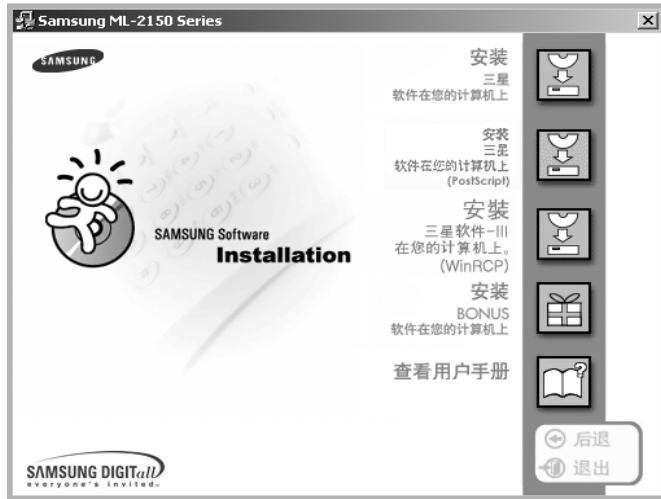 Samsung ML-2150 Series
SAMSUNG
安装
三星
软件在您的计算机上
安装
三星
软件在您的计算机上
(PostScript)
SAMSUNG Software
Installation
安裝
三星软件-III
在您的计算机上。
(WinRCP)
安装
BONUS
软件在您的计算机上
查看用户手册
后退
退出
SAMSUNG DIGITall
everyone's invited™